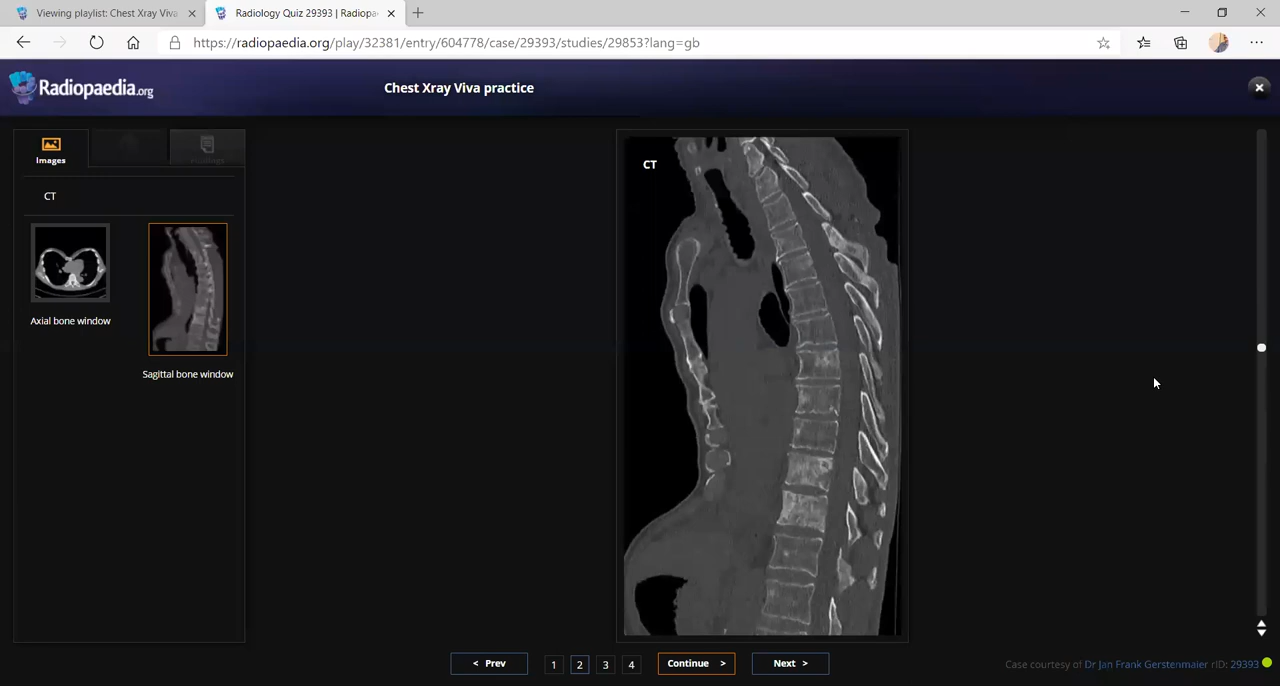 Viewing playlist: Chest Xray Viva
Radiology Quiz 29393 | Radiopa
https://radiopaedia.org/play/32381/entry/604778/case/29393/studies/29853?lang=gb
Radiopaedia.org
Chest Xray Viva practice
Images
CT
Axial bone window
Sagittal bone window
CT
< Prev
1 2 3 4
Continue >
Next >
Case courtesy of Dr Jan Frank Gerstenmaier rID: 29393